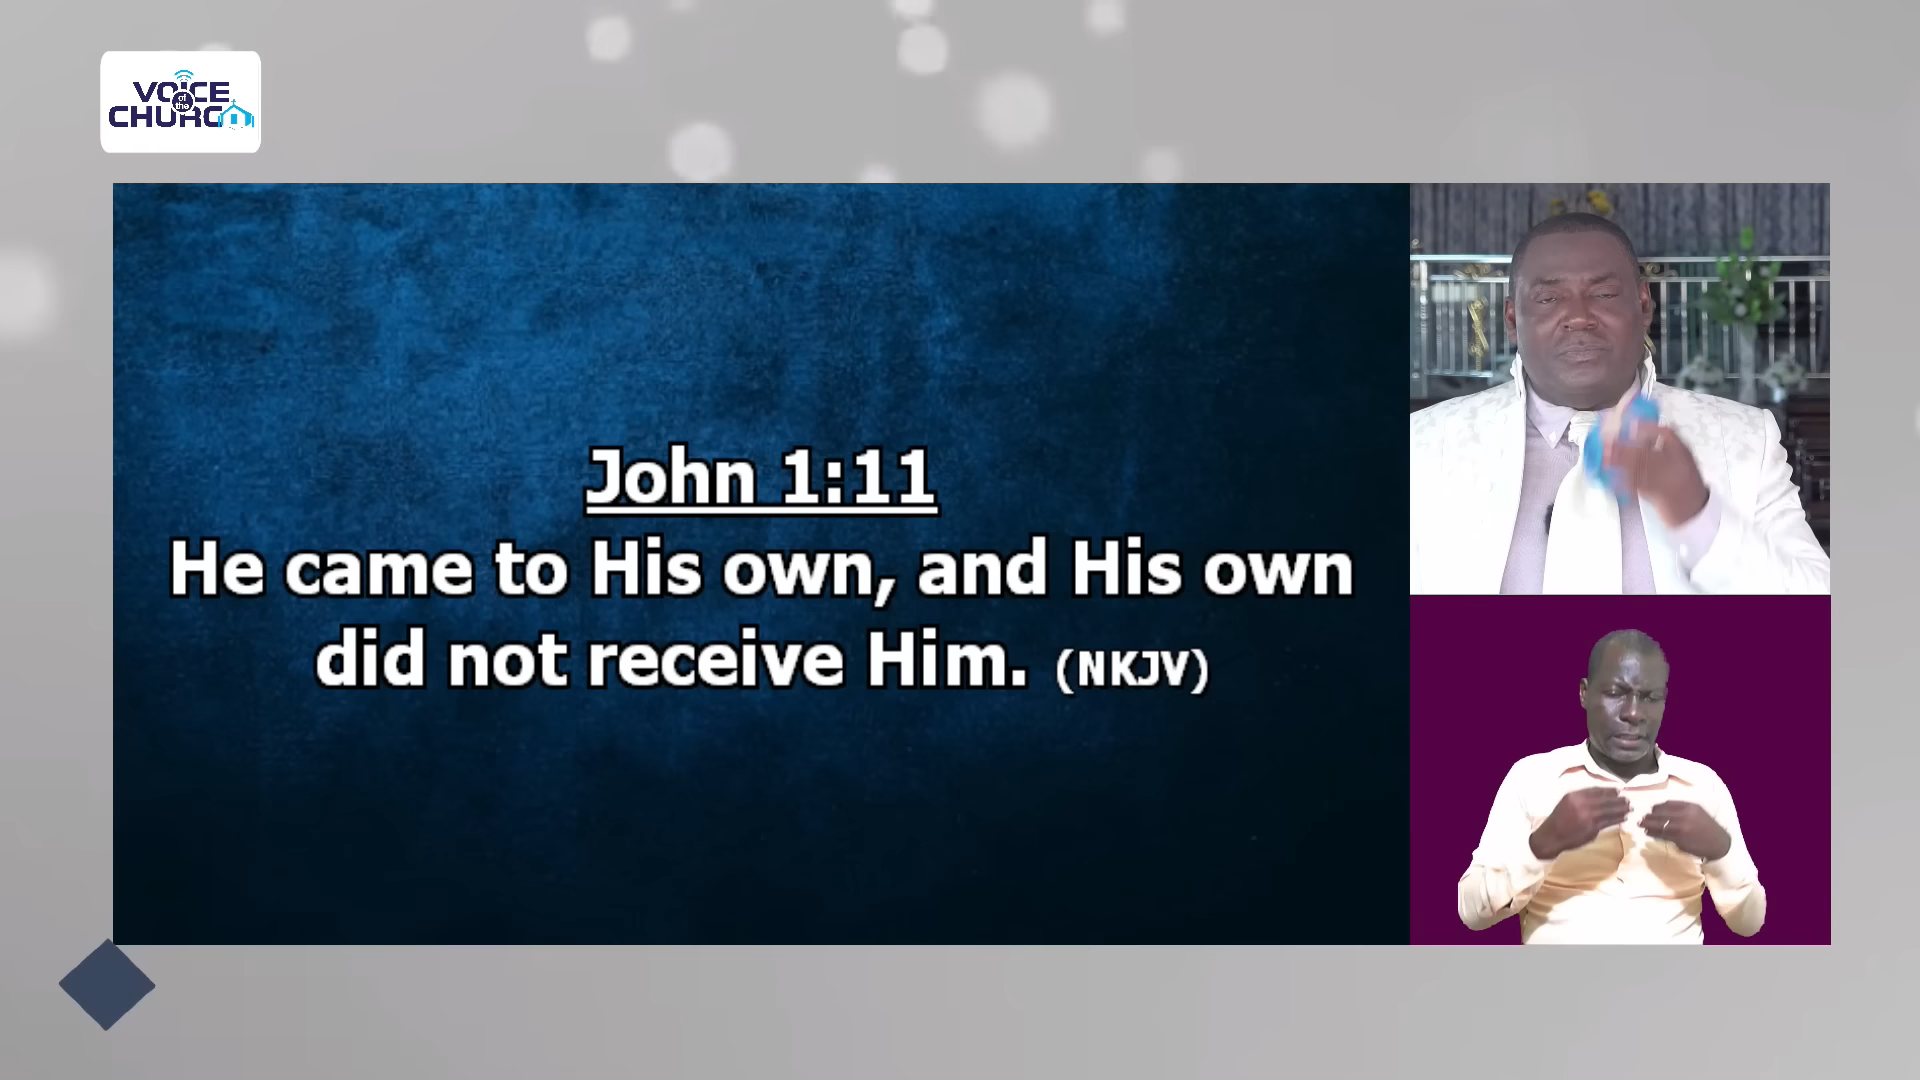 VOICE
of the
CHURCH
John 1:11
He came to His own, and His own
did not receive Him. (NKJV)